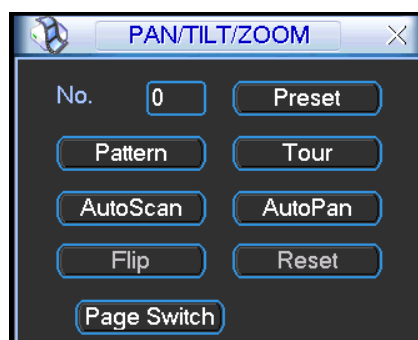 PAN/TILT/ZOOM
No. 0 Preset
Pattern Tour
AutoScan AutoPan
Flip Reset
Page Switch